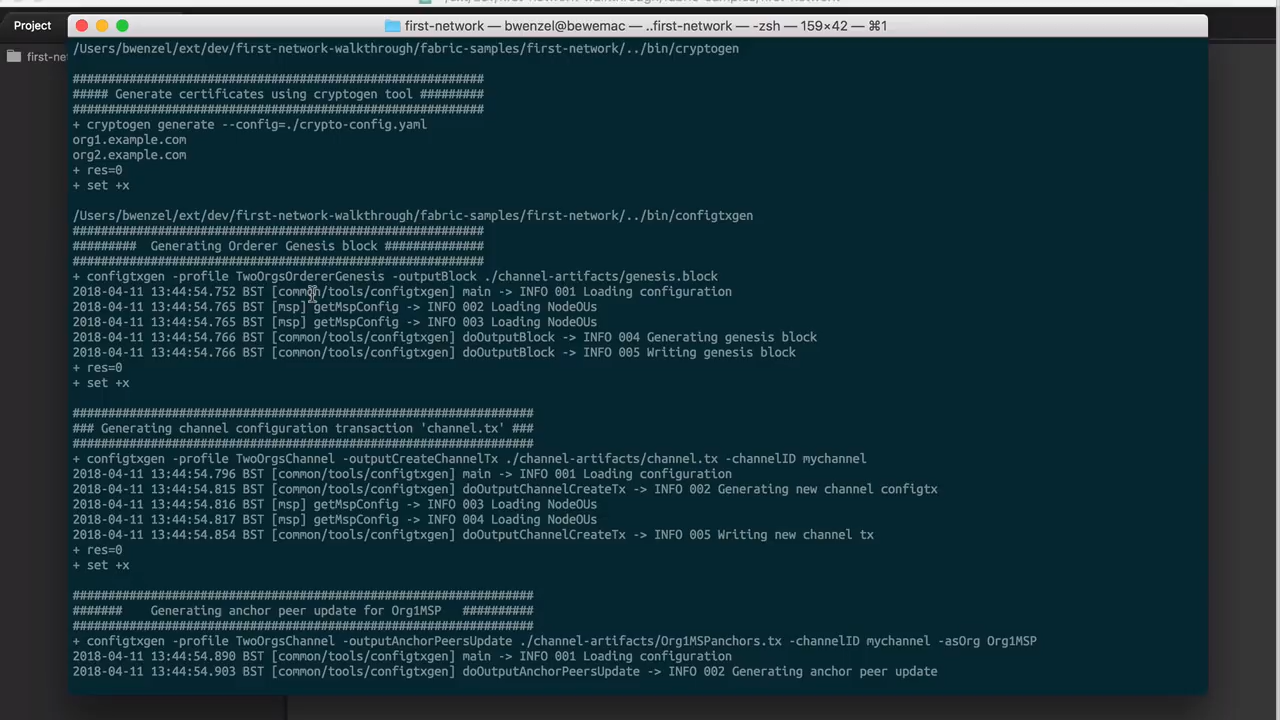 Project
first-network — bwenzel@bewemac — ..first-network — -zsh — 159×42 — ⌘1
first-ne
/Users/bwenzel/ext/dev/first-network-walkthrough/fabric-samples/first-network/../bin/cryptogen
##########################################################
##### Generate certificates using cryptogen tool #########
##########################################################
+ cryptogen generate --config=./crypto-config.yaml
org1.example.com
org2.example.com
+ res=0
+ set +x
/Users/bwenzel/ext/dev/first-network-walkthrough/fabric-samples/first-network/../bin/configtxgen
##########################################################
#########  Generating Orderer Genesis block ##############
##########################################################
+ configtxgen -profile TwoOrgsOrdererGenesis -outputBlock ./channel-artifacts/genesis.block
2018-04-11 13:44:54.752 BST [common/tools/configtxgen] main -> INFO 001 Loading configuration
2018-04-11 13:44:54.765 BST [msp] getMspConfig -> INFO 002 Loading NodeOUs
2018-04-11 13:44:54.765 BST [msp] getMspConfig -> INFO 003 Loading NodeOUs
2018-04-11 13:44:54.766 BST [common/tools/configtxgen] doOutputBlock -> INFO 004 Generating genesis block
2018-04-11 13:44:54.766 BST [common/tools/configtxgen] doOutputBlock -> INFO 005 Writing genesis block
+ res=0
+ set +x
#################################################################
### Generating channel configuration transaction 'channel.tx' ###
#################################################################
+ configtxgen -profile TwoOrgsChannel -outputCreateChannelTx ./channel-artifacts/channel.tx -channelID mychannel
2018-04-11 13:44:54.796 BST [common/tools/configtxgen] main -> INFO 001 Loading configuration
2018-04-11 13:44:54.815 BST [common/tools/configtxgen] doOutputChannelCreateTx -> INFO 002 Generating new channel configtx
2018-04-11 13:44:54.816 BST [msp] getMspConfig -> INFO 003 Loading NodeOUs
2018-04-11 13:44:54.817 BST [msp] getMspConfig -> INFO 004 Loading NodeOUs
2018-04-11 13:44:54.854 BST [common/tools/configtxgen] doOutputChannelCreateTx -> INFO 005 Writing new channel tx
+ res=0
+ set +x
#################################################################
#######    Generating anchor peer update for Org1MSP   ##########
#################################################################
+ configtxgen -profile TwoOrgsChannel -outputAnchorPeersUpdate ./channel-artifacts/Org1MSPanchors.tx -channelID mychannel -asOrg Org1MSP
2018-04-11 13:44:54.890 BST [common/tools/configtxgen] main -> INFO 001 Loading configuration
2018-04-11 13:44:54.903 BST [common/tools/configtxgen] doOutputAnchorPeersUpdate -> INFO 002 Generating anchor peer update